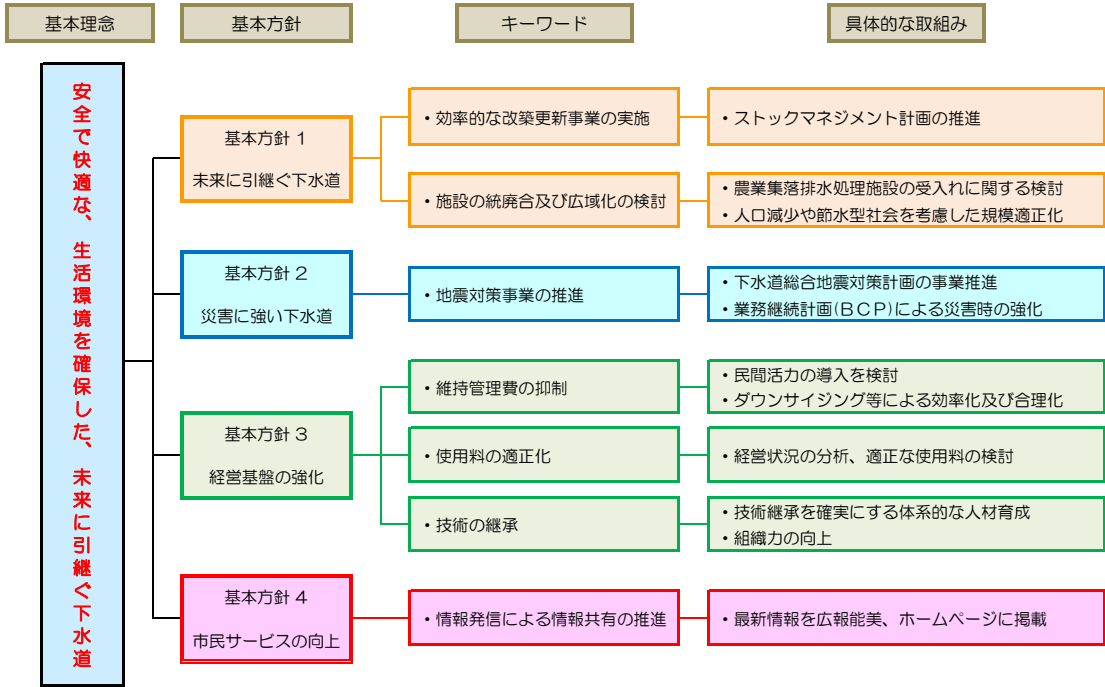 基本理念
基本方針
キーワード
具体的な取組み
安全で快適な、生活環境を確保した、未来に引継ぐ下水道
基本方針 1
未来に引継ぐ下水道
・効率的な改築更新事業の実施
・ストックマネジメント計画の推進
・施設の統廃合及び広域化の検討
・農業集落排水処理施設の受入れに関する検討
・人口減少や節水型社会を考慮した規模適正化
基本方針 2
災害に強い下水道
・地震対策事業の推進
・下水道総合地震対策計画の事業推進
・業務継続計画(ＢＣＰ)による災害時の強化
基本方針 3
経営基盤の強化
・維持管理費の抑制
・民間活力の導入を検討
・ダウンサイジング等による効率化及び合理化
・使用料の適正化
・経営状況の分析、適正な使用料の検討
・技術の継承
・技術継承を確実にする体系的な人材育成
・組織力の向上
基本方針 4
市民サービスの向上
・情報発信による情報共有の推進
・最新情報を広報能美、ホームページに掲載